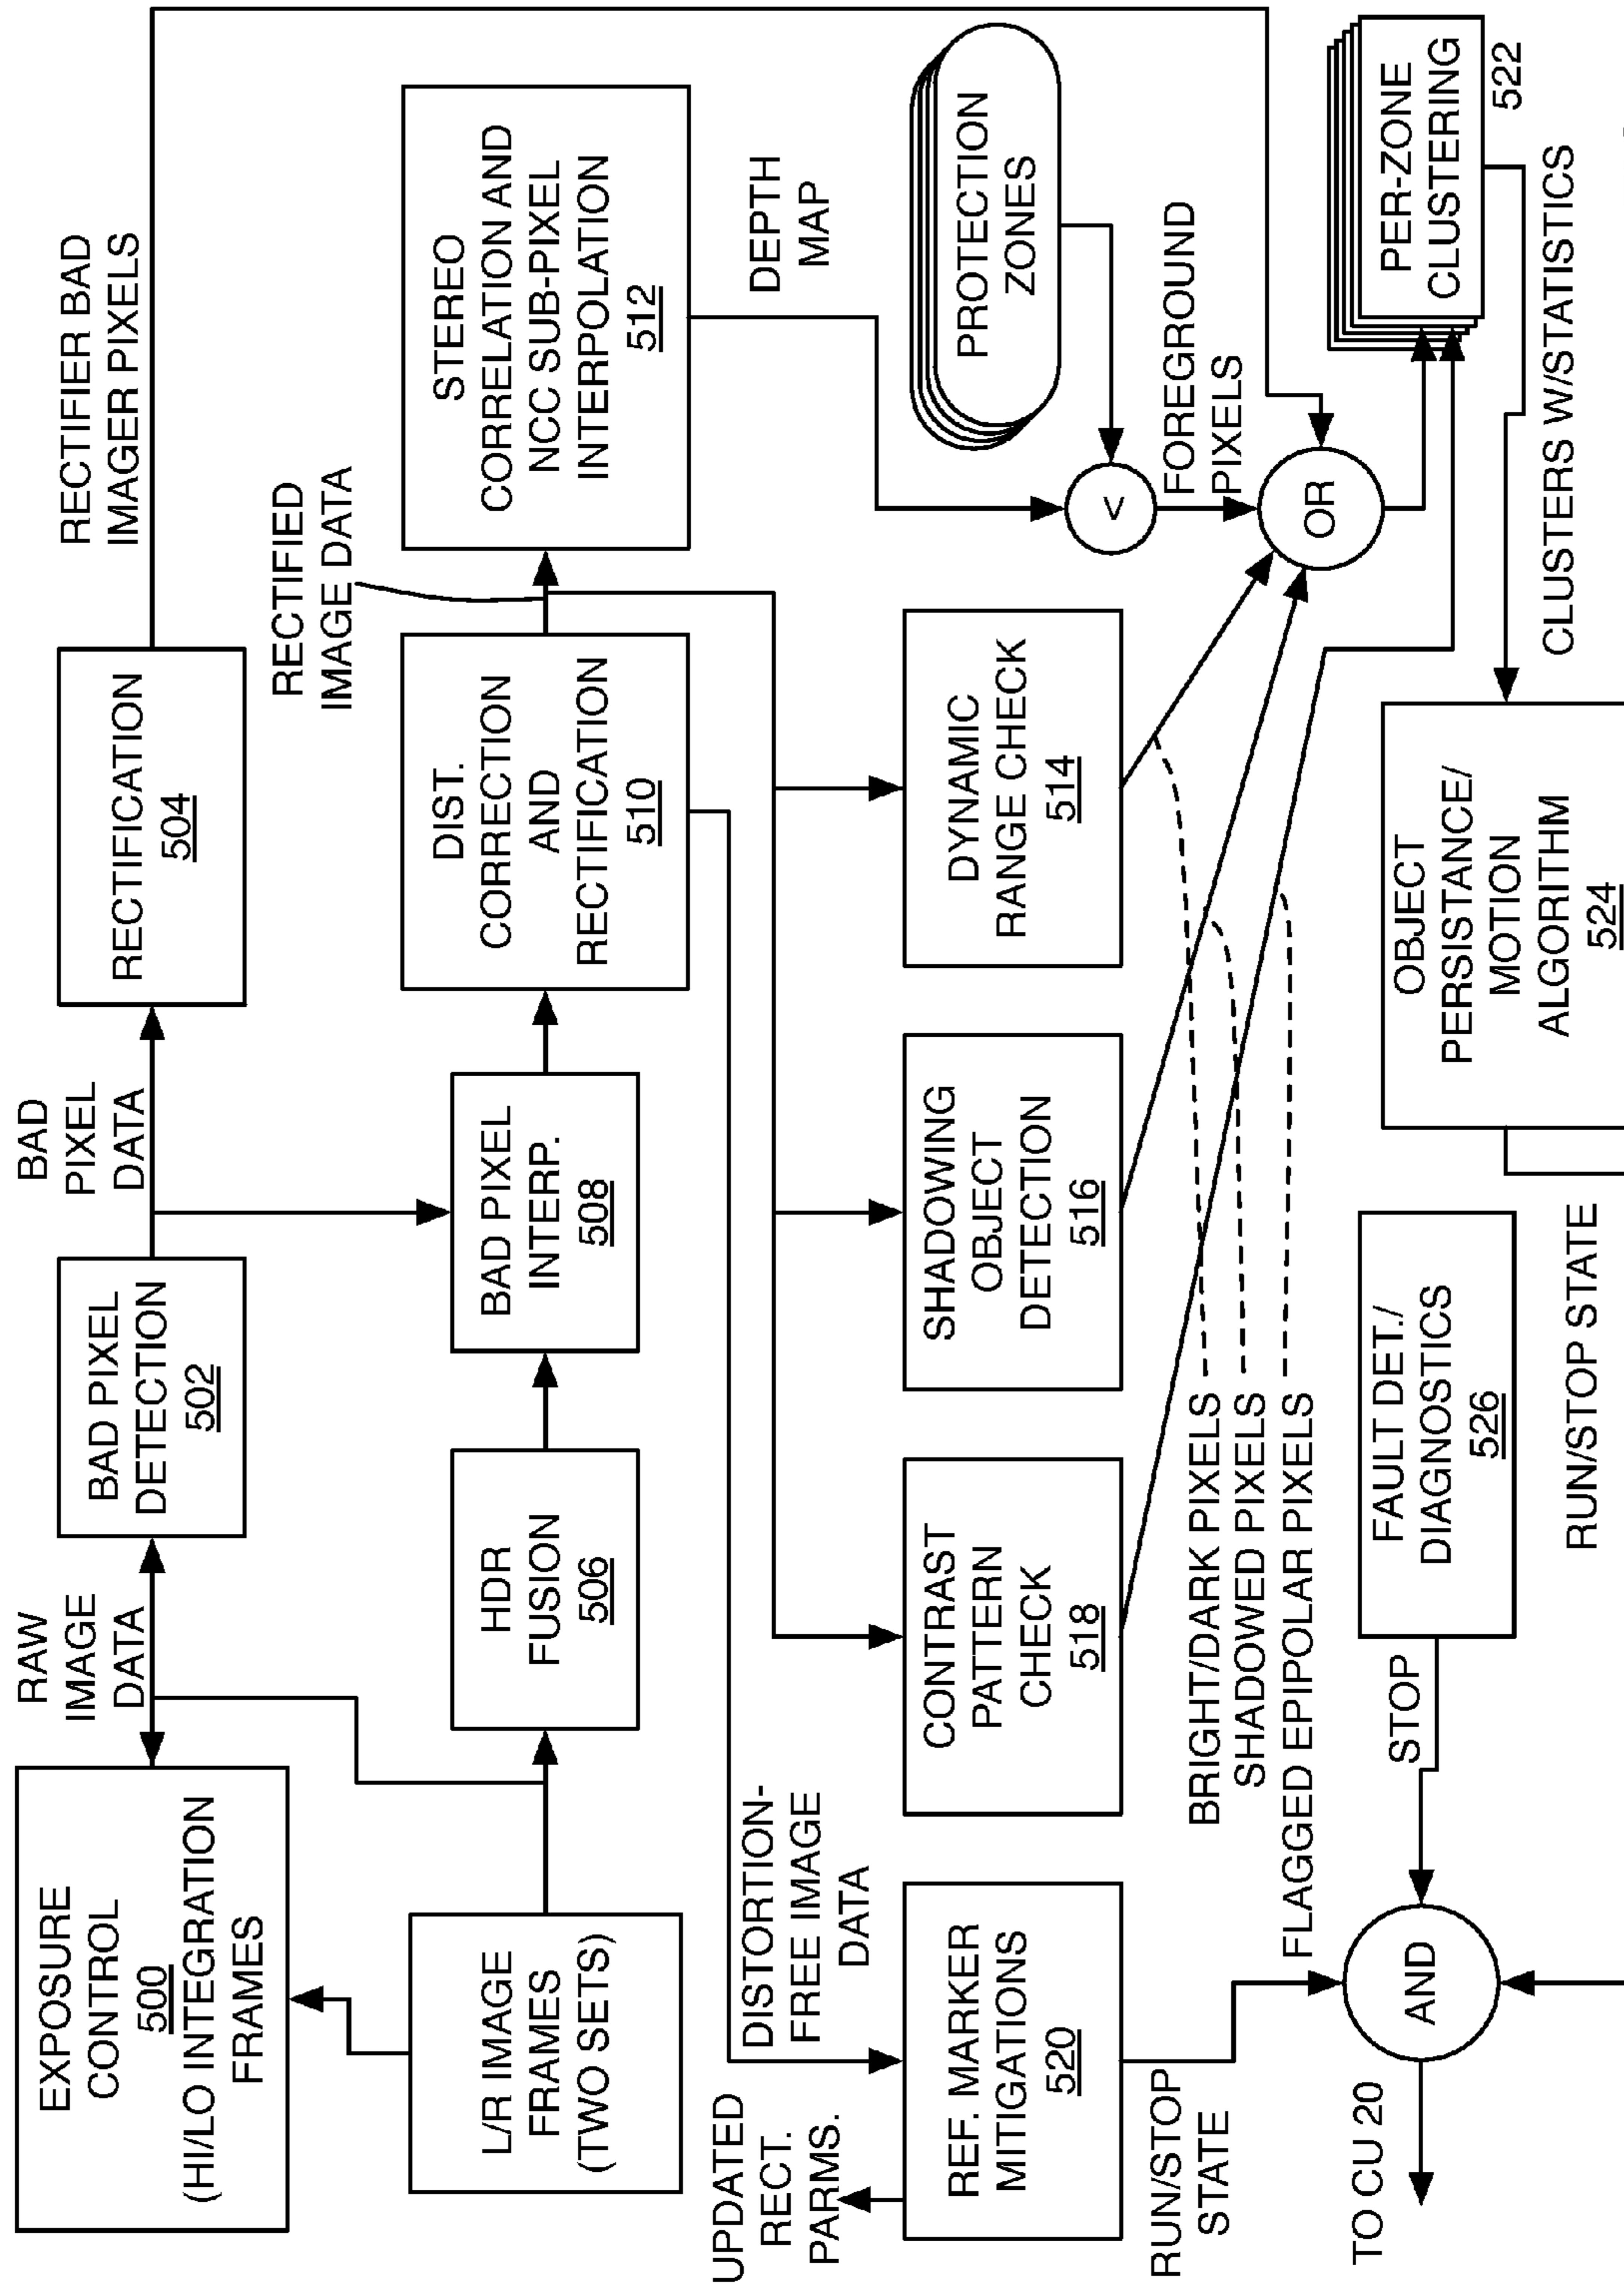 EXPOSURE
CONTROL
500
(HI/LO INTEGRATION
FRAMES
RAW
IMAGE
DATA
BAD PIXEL
DETECTION
502
BAD
PIXEL
DATA
RECTIFICATION
504
RECTIFIER BAD
IMAGER PIXELS
L/R IMAGE
FRAMES
(TWO SETS)
HDR
FUSION
506
BAD PIXEL
INTERP.
508
DIST.
CORRECTION
AND
RECTIFICATION
510
RECTIFIED
IMAGE DATA
STEREO
CORRELATION AND
NCC SUB-PIXEL
INTERPOLATION
512
UPDATED
RECT.
PARMS.
DISTORTION-
FREE IMAGE
DATA
DEPTH
MAP
REF. MARKER
MITIGATIONS
520
CONTRAST
PATTERN
CHECK
518
SHADOWING
OBJECT
DETECTION
516
DYNAMIC
RANGE CHECK
514
<
PROTECTION
ZONES
RUN/STOP
STATE
BRIGHT/DARK PIXELS
SHADOWED PIXELS
FLAGGED EPIPOLAR PIXELS
FOREGROUND
PIXELS
OR
TO CU 20
AND
STOP
FAULT DET./
DIAGNOSTICS
526
OBJECT
PERSISTANCE/
MOTION
ALGORITHM
524
PER-ZONE
CLUSTERING
522
RUN/STOP STATE
CLUSTERS W/STATISTICS